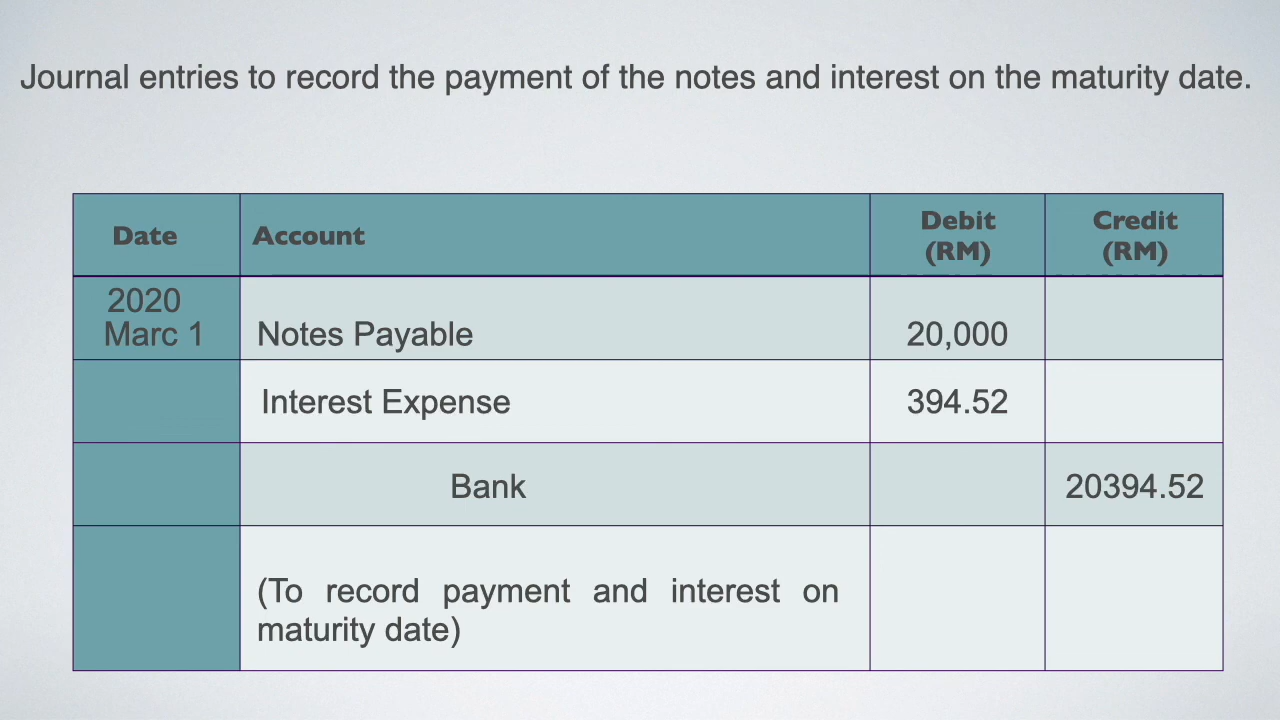 Journal entries to record the payment of the notes and interest on the maturity date.
Date Account Debit (RM) Credit (RM)
2020
Marc 1 Notes Payable 20,000
Interest Expense 394.52
Bank 20394.52
(To record payment and interest on
maturity date)